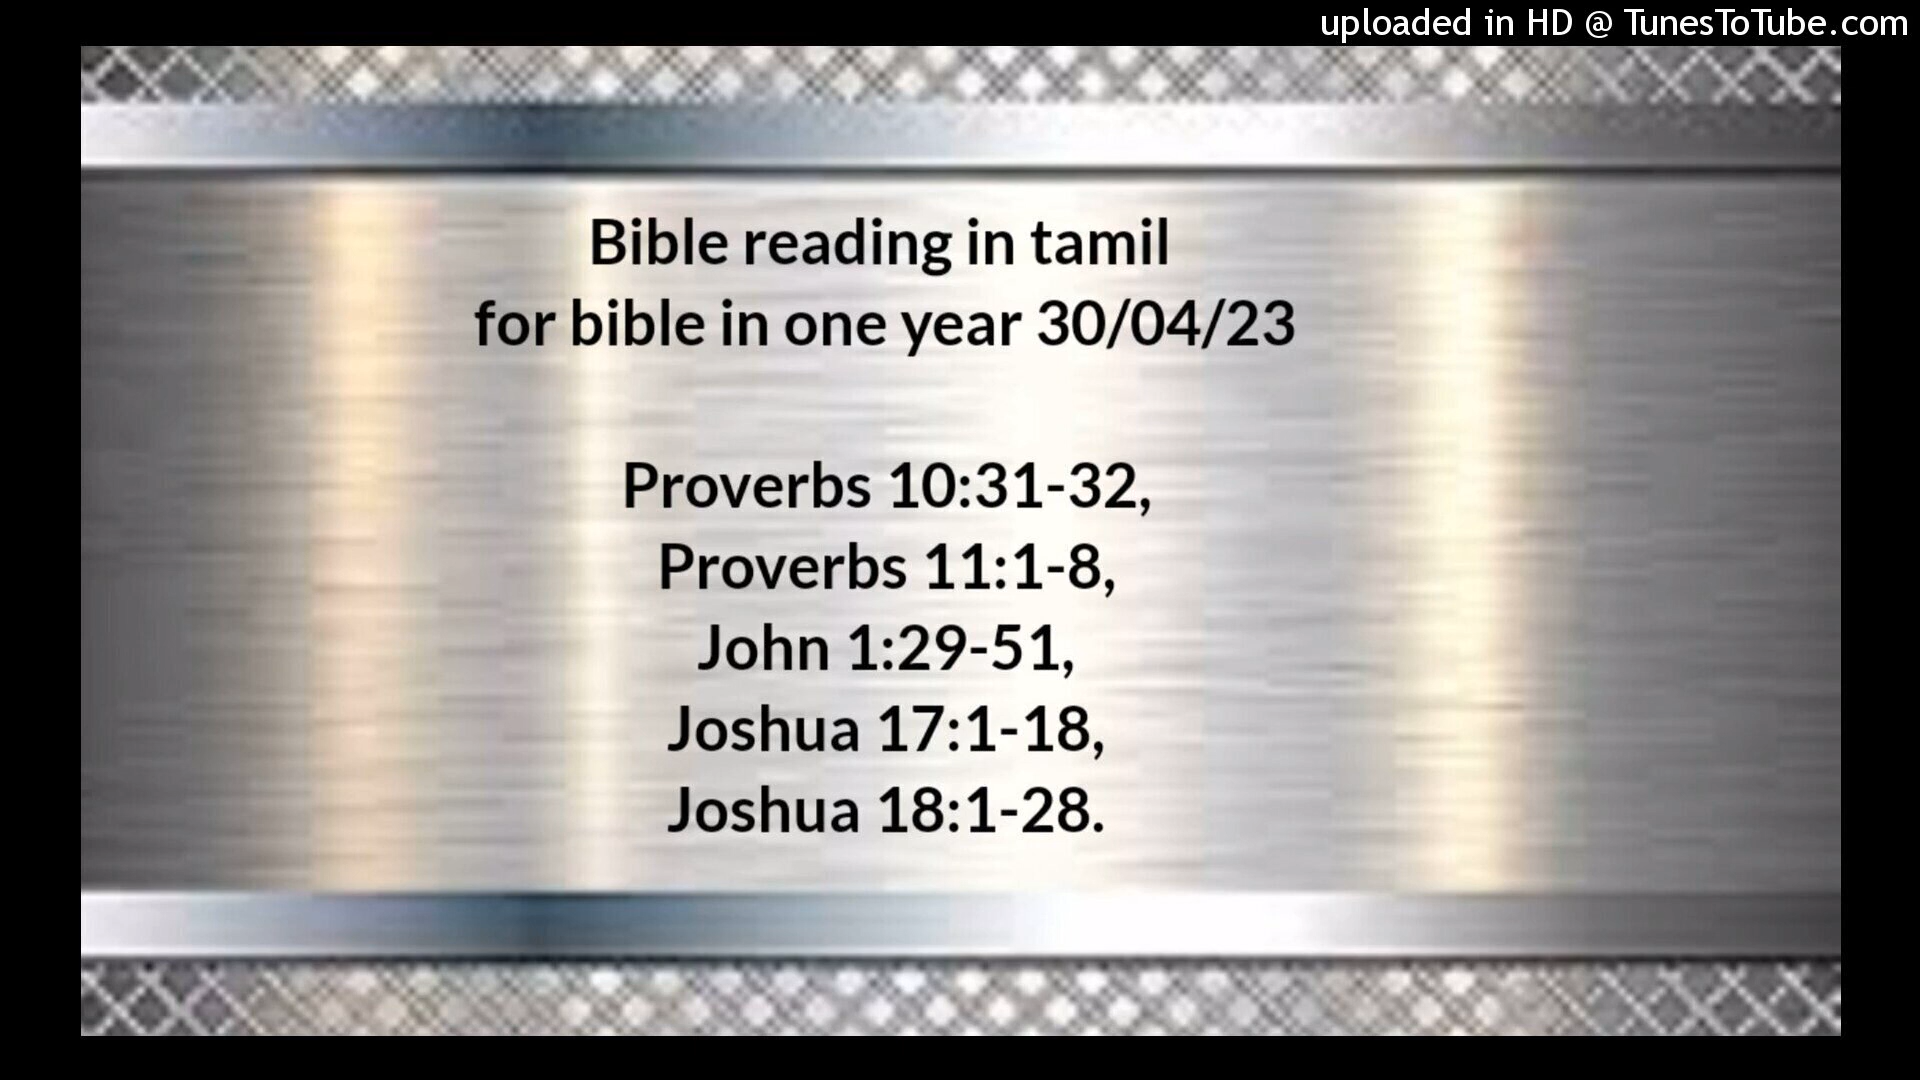 uploaded in HD @ TunesToTube.com
Bible reading in tamil
for bible in one year 30/04/23
Proverbs 10:31-32,
Proverbs 11:1-8,
John 1:29-51,
Joshua 17:1-18,
Joshua 18:1-28.